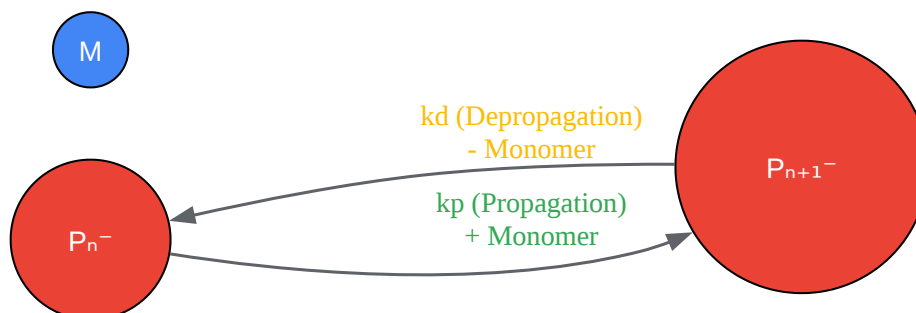 M
kd (Depropagation)
- Monomer
Pₙ₊₁⁻
kp (Propagation)
+ Monomer
Pₙ⁻